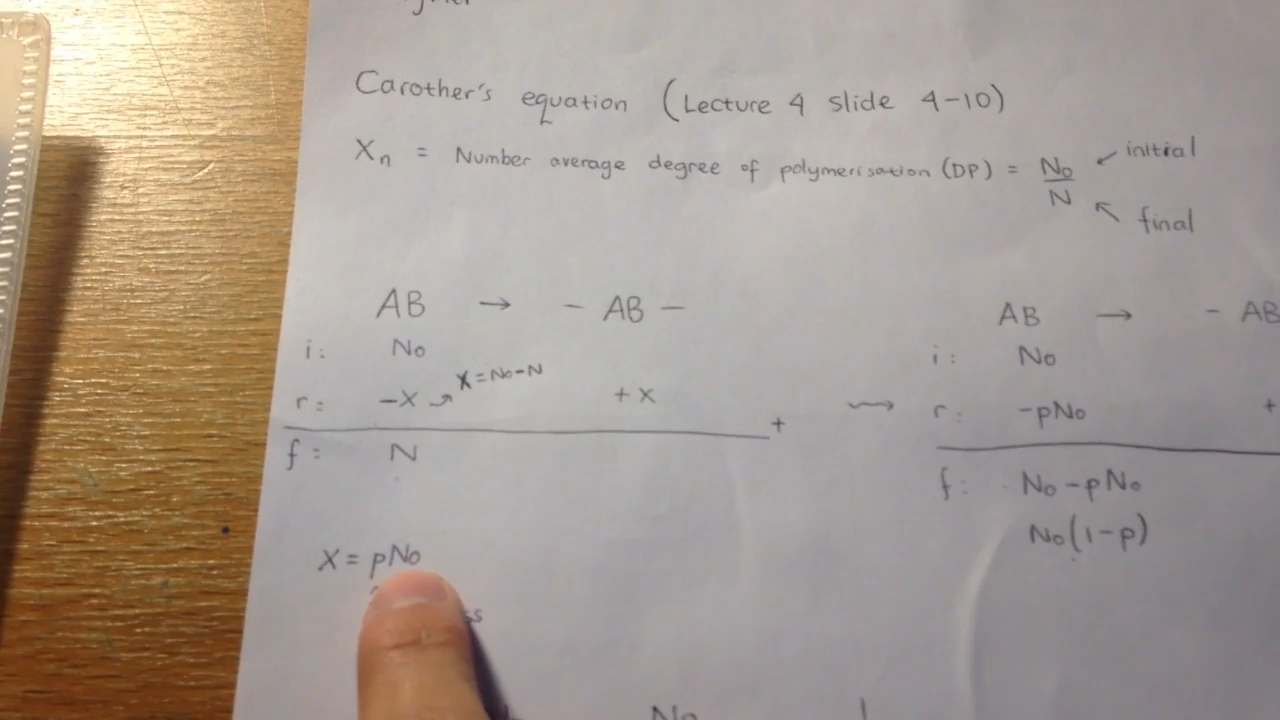 Carother's equation (Lecture 4 slide 4-10)
Xn = Number average degree of polymerisation (DP) = No/N ↙ initial ↖ final
AB → - AB -
i: No
r: -X X=No-N + X
+
f: N
X = pNo
AB → - AB
i: No
r: -pNo +
f: No-pNo
No(1-p)
No